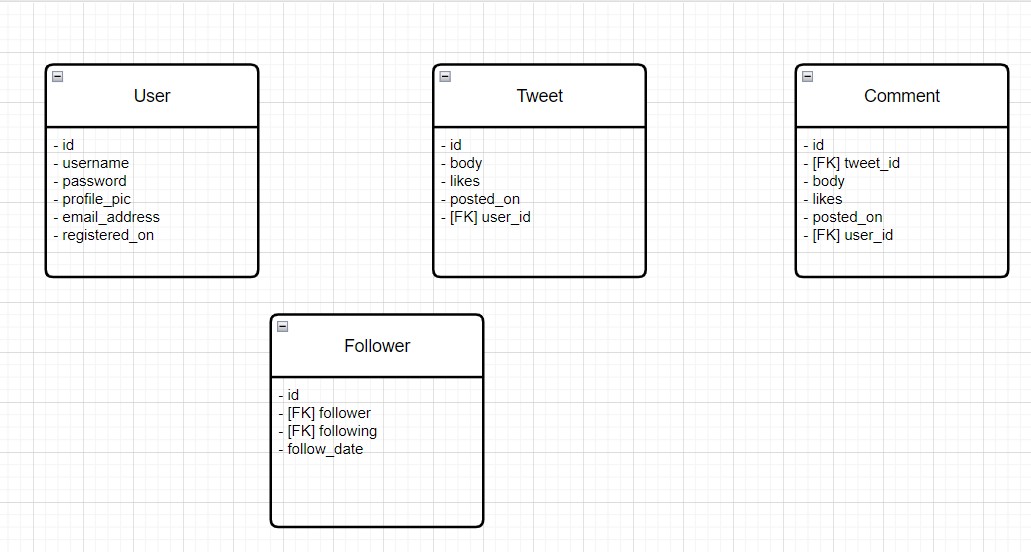 User
- id
- username
- password
- profile_pic
- email_address
- registered_on
Tweet
- id
- body
- likes
- posted_on
- [FK] user_id
Comment
- id
- [FK] tweet_id
- body
- likes
- posted_on
- [FK] user_id
Follower
- id
- [FK] follower
- [FK] following
- follow_date